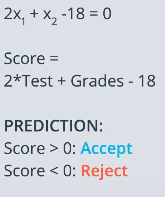 2x₁ + x₂ -18 = 0
Score =
2*Test + Grades - 18
PREDICTION:
Score > 0: Accept
Score < 0: Reject